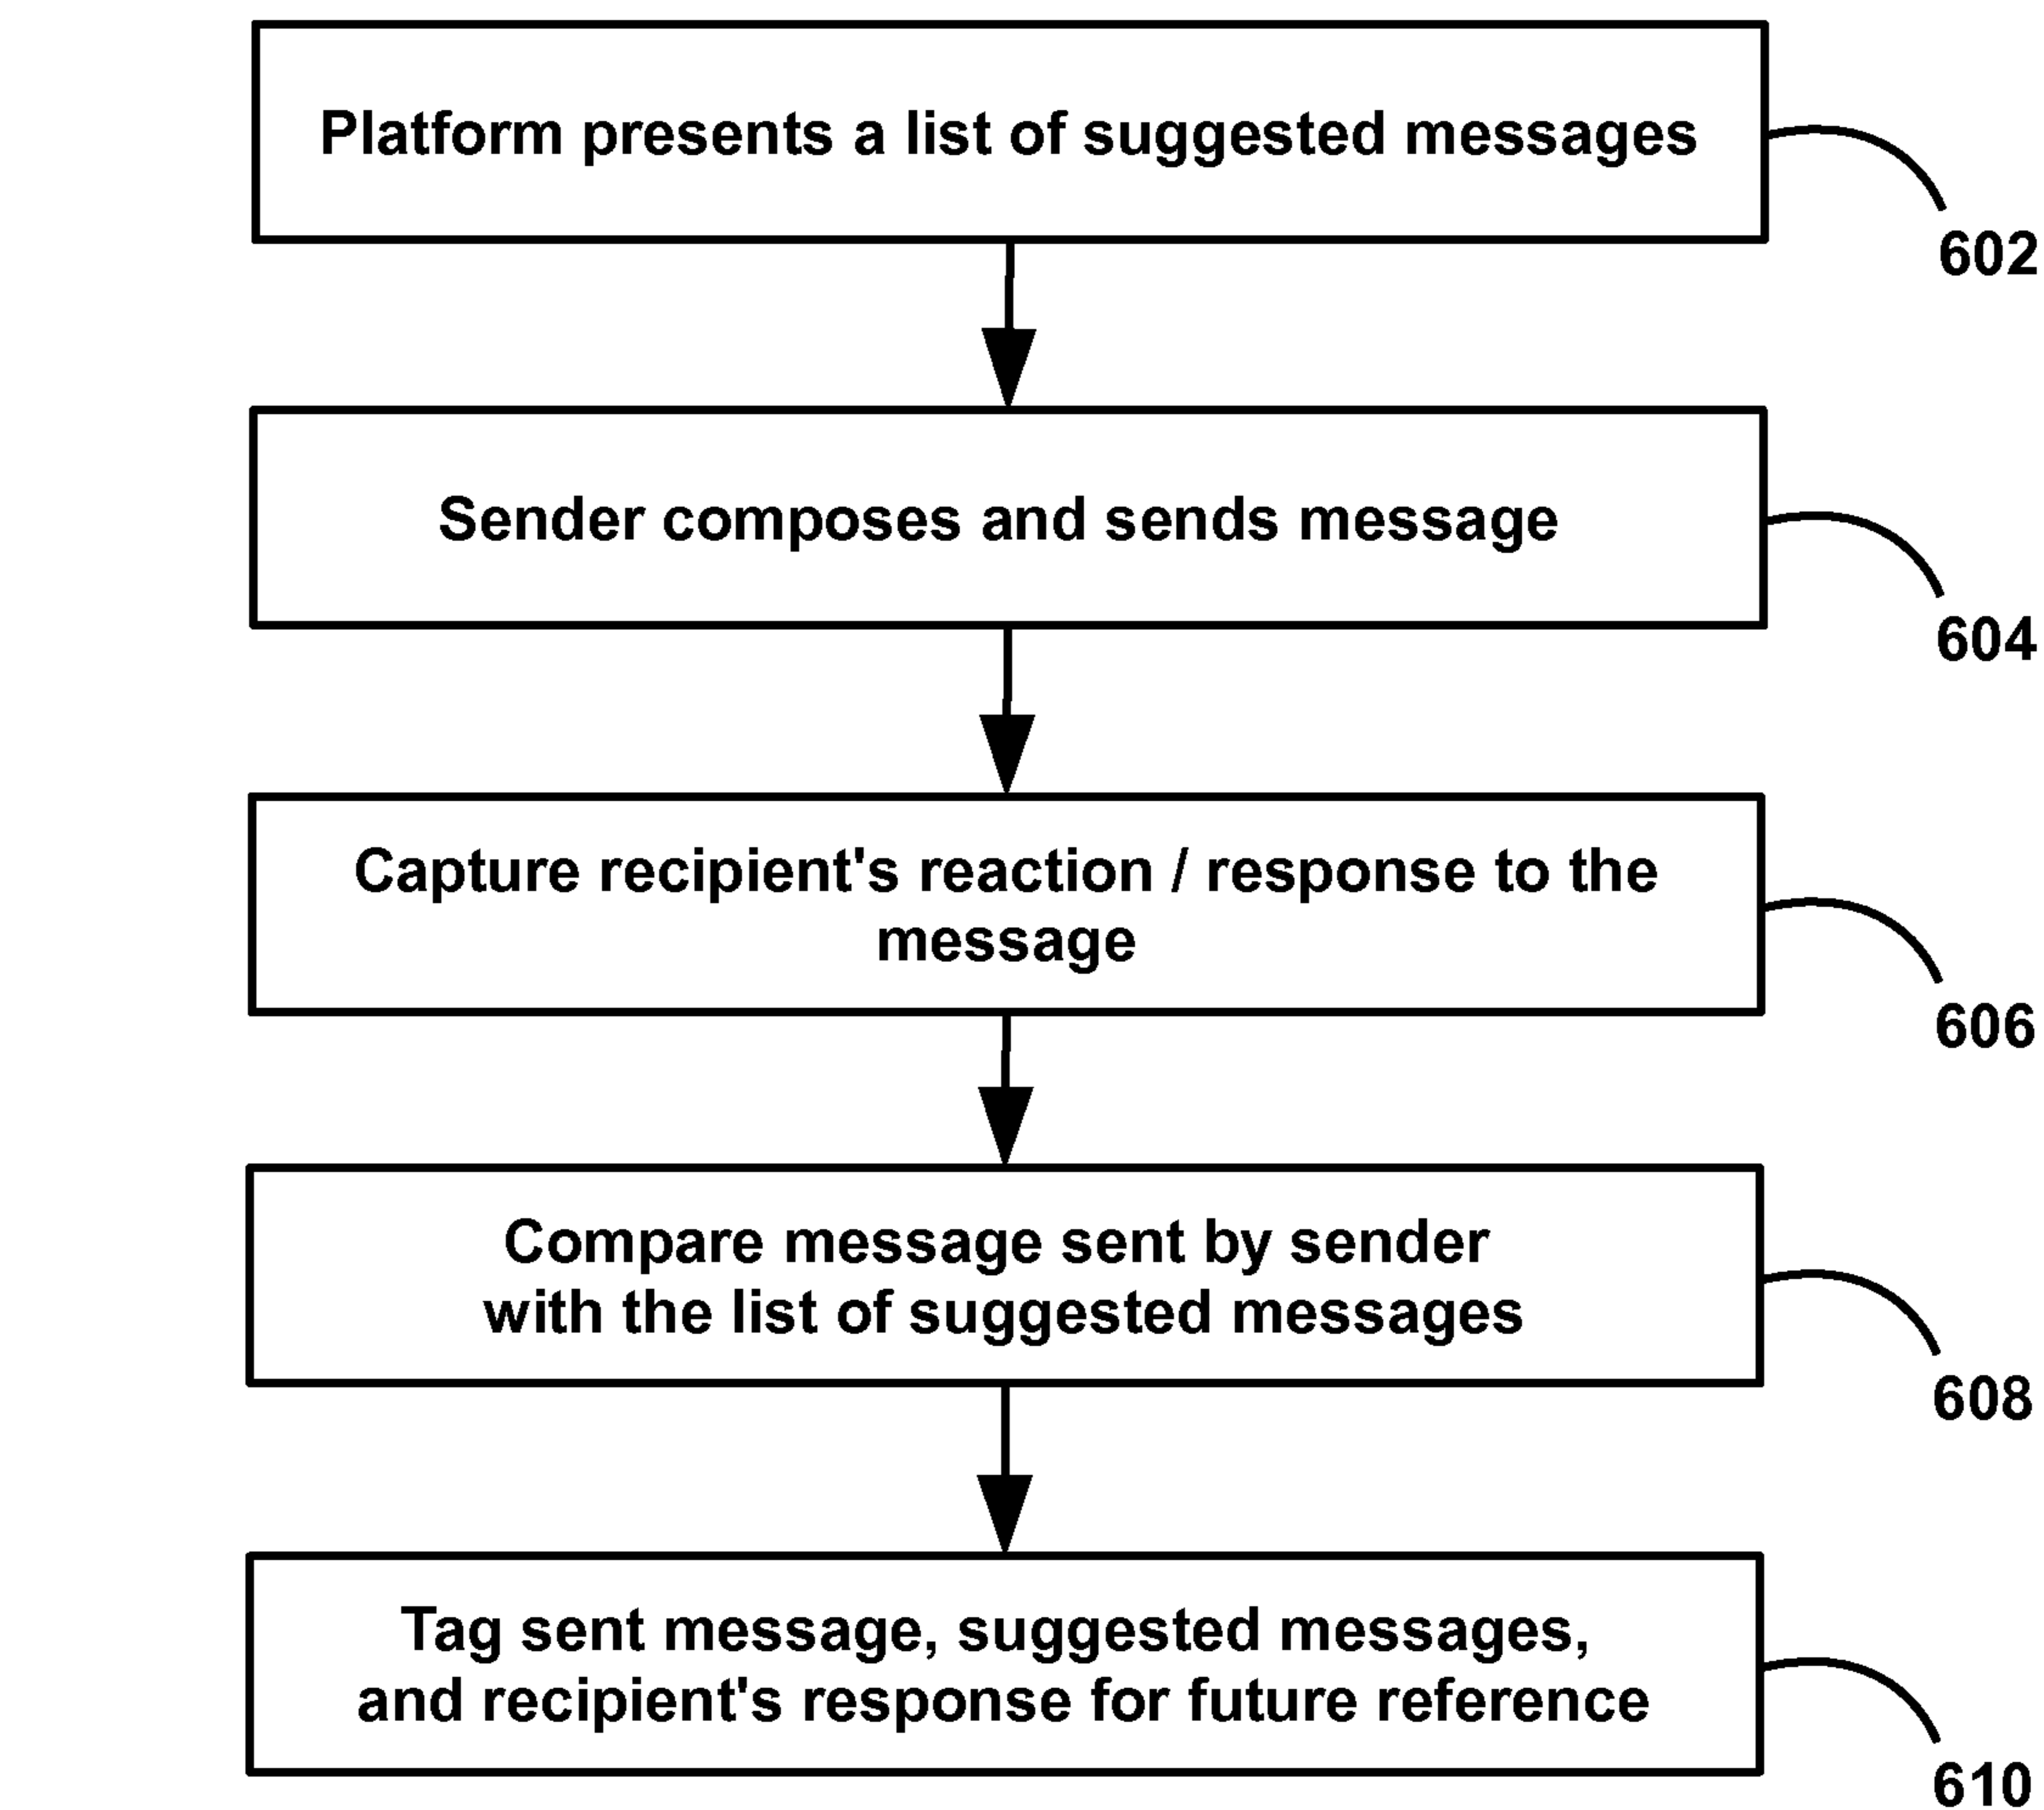 Platform presents a list of suggested messages
602
Sender composes and sends message
604
Capture recipient's reaction / response to the
message
606
Compare message sent by sender
with the list of suggested messages
608
Tag sent message, suggested messages,
and recipient's response for future reference
610